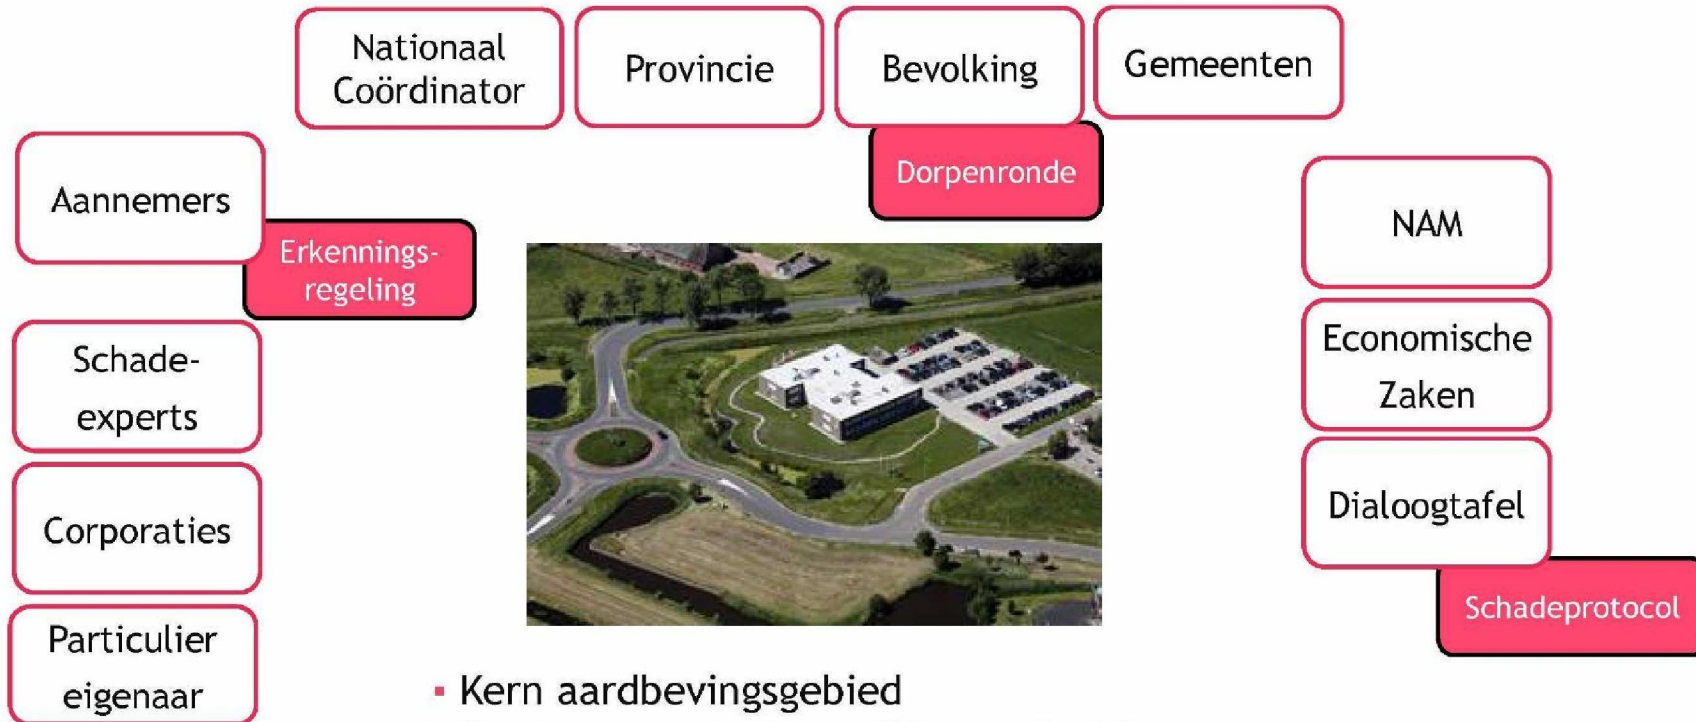 Nationaal
Coördinator
Provincie
Bevolking
Gemeenten
Dorpenronde
Aannemers
Erkennings-
regeling
Schade-
experts
Corporaties
Particulier
eigenaar
NAM
Economische
Zaken
Dialoogtafel
Schadeprotocol
▪ Kern aardbevingsgebied